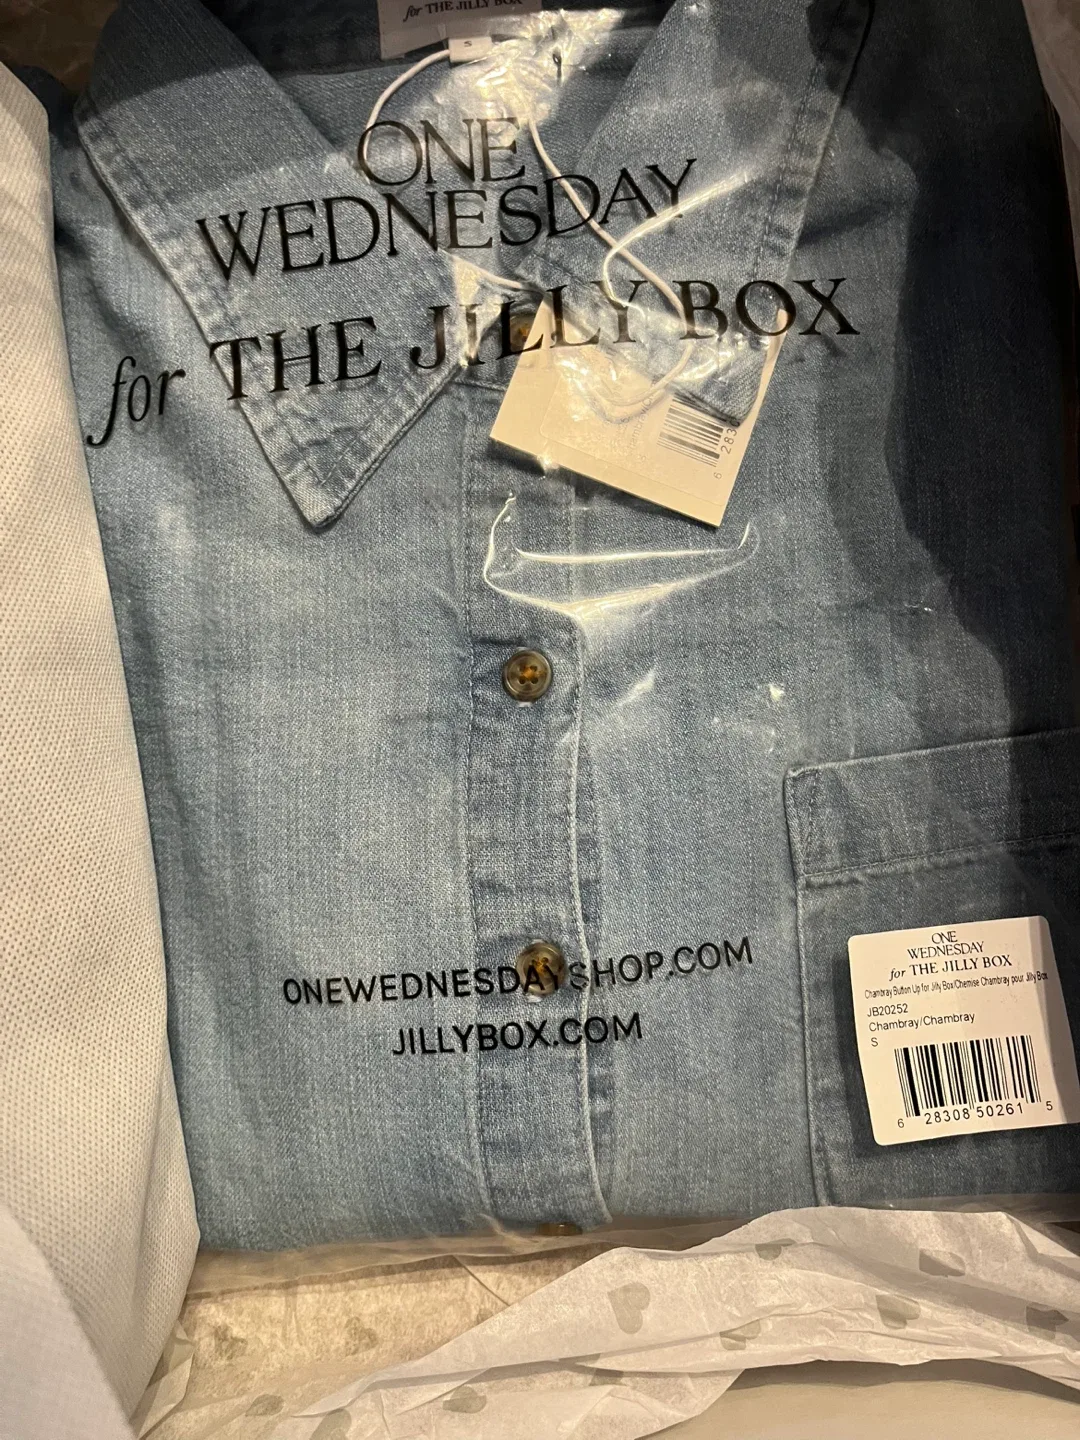 for THE JILLY BOX
S
ONE
WEDNESDAY
for THE JILLY BOX
6 2830
ONEWEDNESDAYSHOP.COM
JILLYBOX.COM
ONE
WEDNESDAY
for THE JILLY BOX
Chambray Button Up for Jilly Box/Chemise Chambray pour Jilly Box
JB20252
Chambray/Chambray
S
6 28308 50261 5